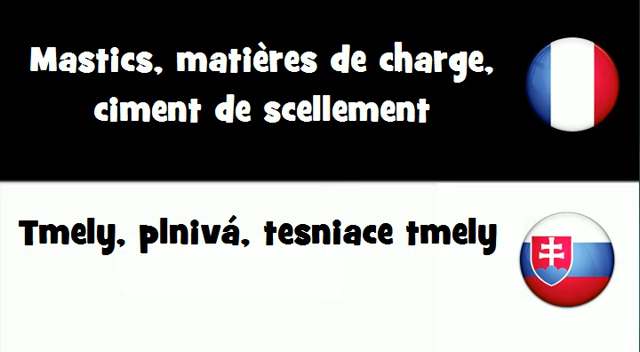 Mastics, matières de charge,
ciment de scellement
Tmely, plnivá, tesniace tmely